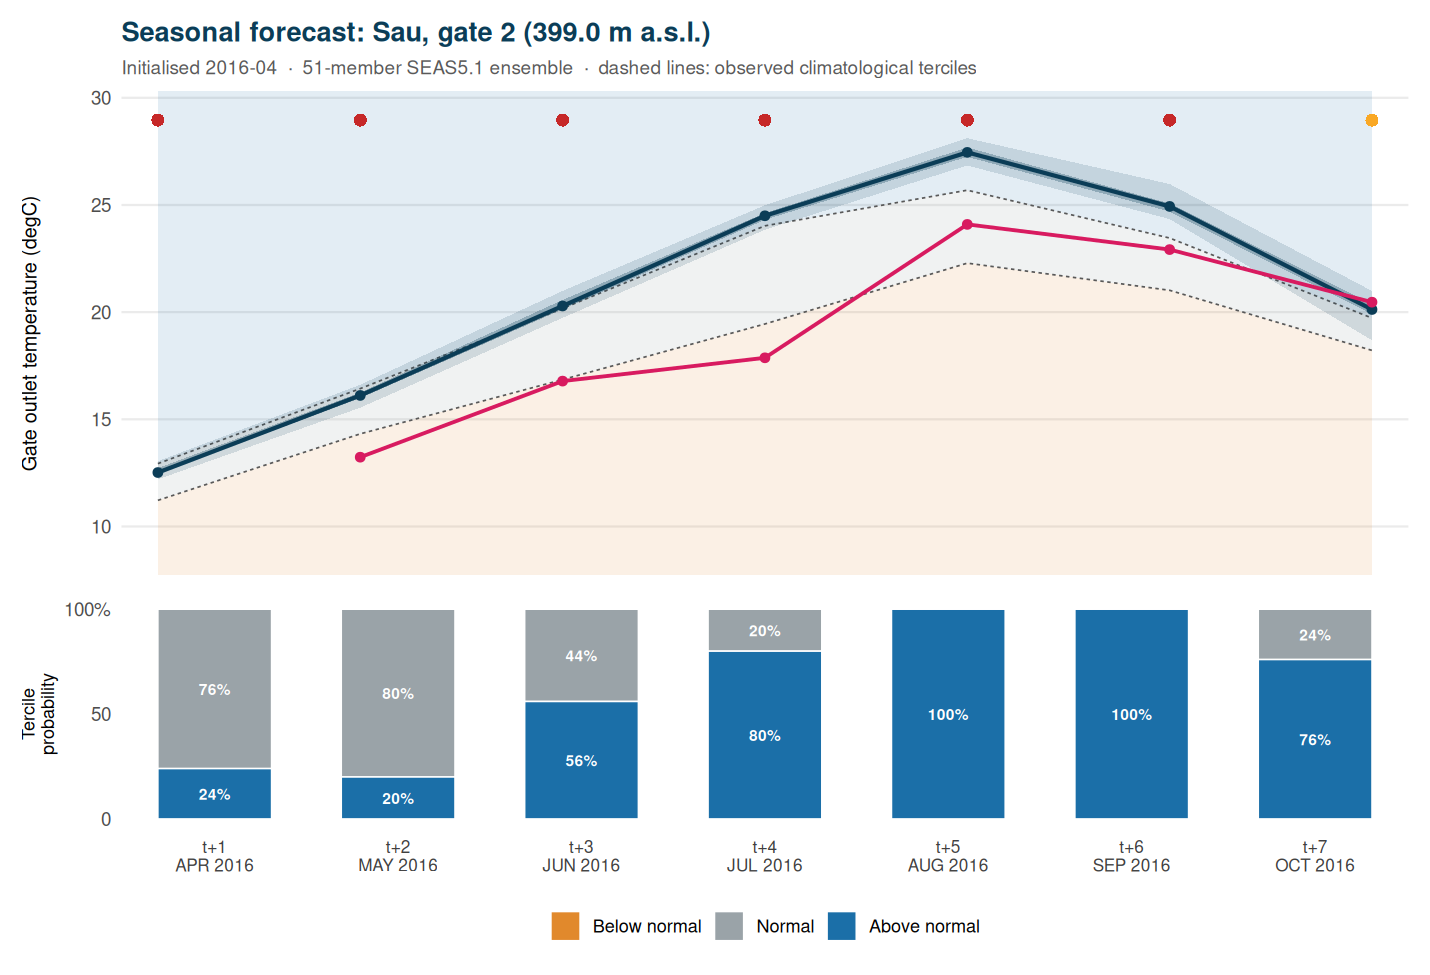 Seasonal forecast: Sau, gate 2 (399.0 m a.s.l.)
Initialised 2016-04 · 51-member SEAS5.1 ensemble · dashed lines: observed climatological terciles
Gate outlet temperature (degC)
30
25
20
15
10
Tercile
probability
100%
50
0
76%
24%
80%
20%
44%
56%
20%
80%
100%
100%
24%
76%
t+1
APR 2016
t+2
MAY 2016
t+3
JUN 2016
t+4
JUL 2016
t+5
AUG 2016
t+6
SEP 2016
t+7
OCT 2016
Below normal
Normal
Above normal